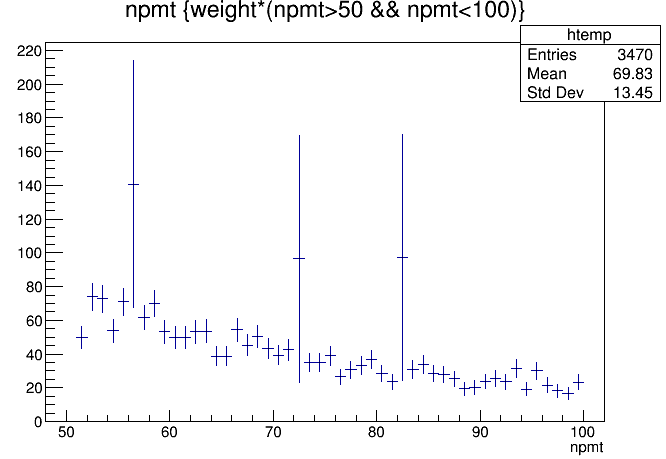 npmt {weight*(npmt>50 && npmt<100)}
htemp
Entries 3470
Mean 69.83
Std Dev 13.45
220
200
180
160
140
120
100
80
60
40
20
0
50 60 70 80 90 100
npmt